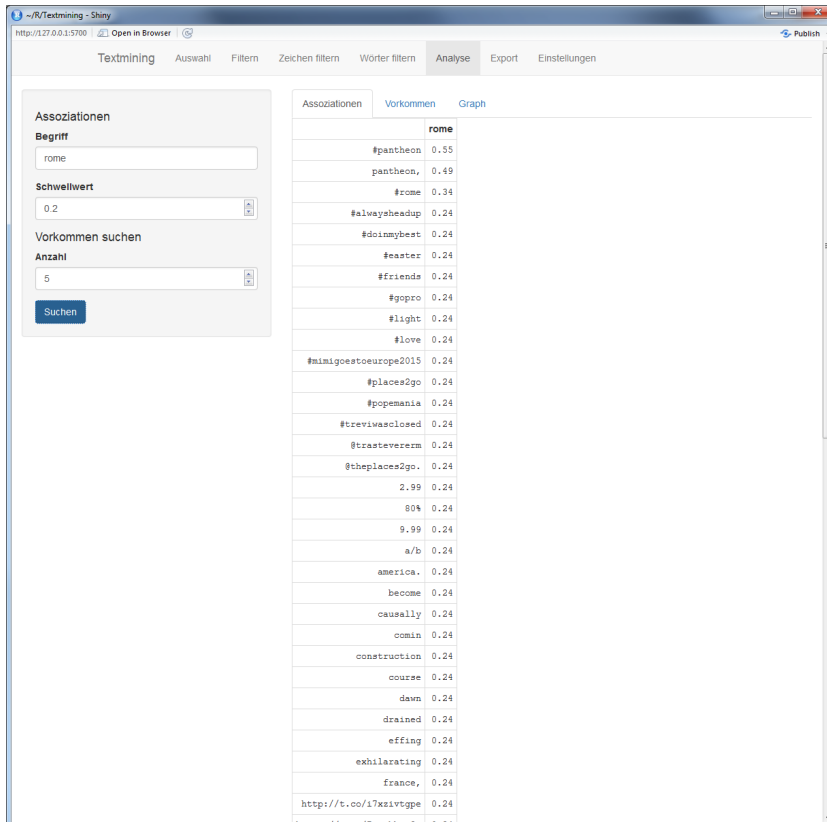 ~/R/Textmining - Shiny
http://127.0.0.1:5700 Open in Browser Publish
Textmining Auswahl Filtern Zeichen filtern Wörter filtern Analyse Export Einstellungen
Assoziationen
Begriff
rome
Schwellwert
0.2
Vorkommen suchen
Anzahl
5
Suchen
Assoziationen Vorkommen Graph
rome
#pantheon 0.55
pantheon, 0.49
#rome 0.34
#alwaysheadup 0.24
#doinmybest 0.24
#easter 0.24
#friends 0.24
#gopro 0.24
#light 0.24
#love 0.24
#mimigoestoeurope2015 0.24
#places2go 0.24
#popemania 0.24
#treviwasclosed 0.24
@trastevererm 0.24
@theplaces2go. 0.24
2.99 0.24
80% 0.24
9.99 0.24
a/b 0.24
america. 0.24
become 0.24
causally 0.24
comin 0.24
construction 0.24
course 0.24
dawn 0.24
drained 0.24
effing 0.24
exhilarating 0.24
france, 0.24
http://t.co/i7xzivtgpe 0.24